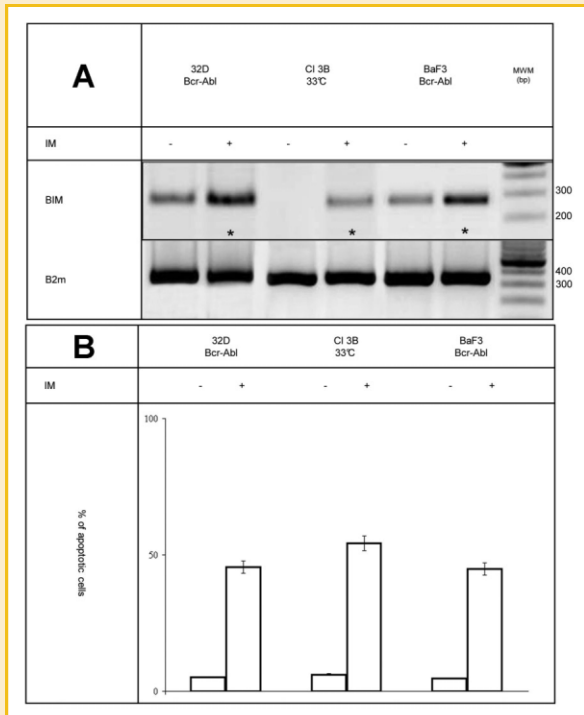 A
32D
Bcr-Abl
Cl 3B
33℃
BaF3
Bcr-Abl
MWM
(bp)
IM - + - + - +
BIM
300
200
* * *
B2m
400
300
B
32D
Bcr-Abl
Cl 3B
33℃
BaF3
Bcr-Abl
IM - + - + - +
% of apoptotic cells
100
50
0